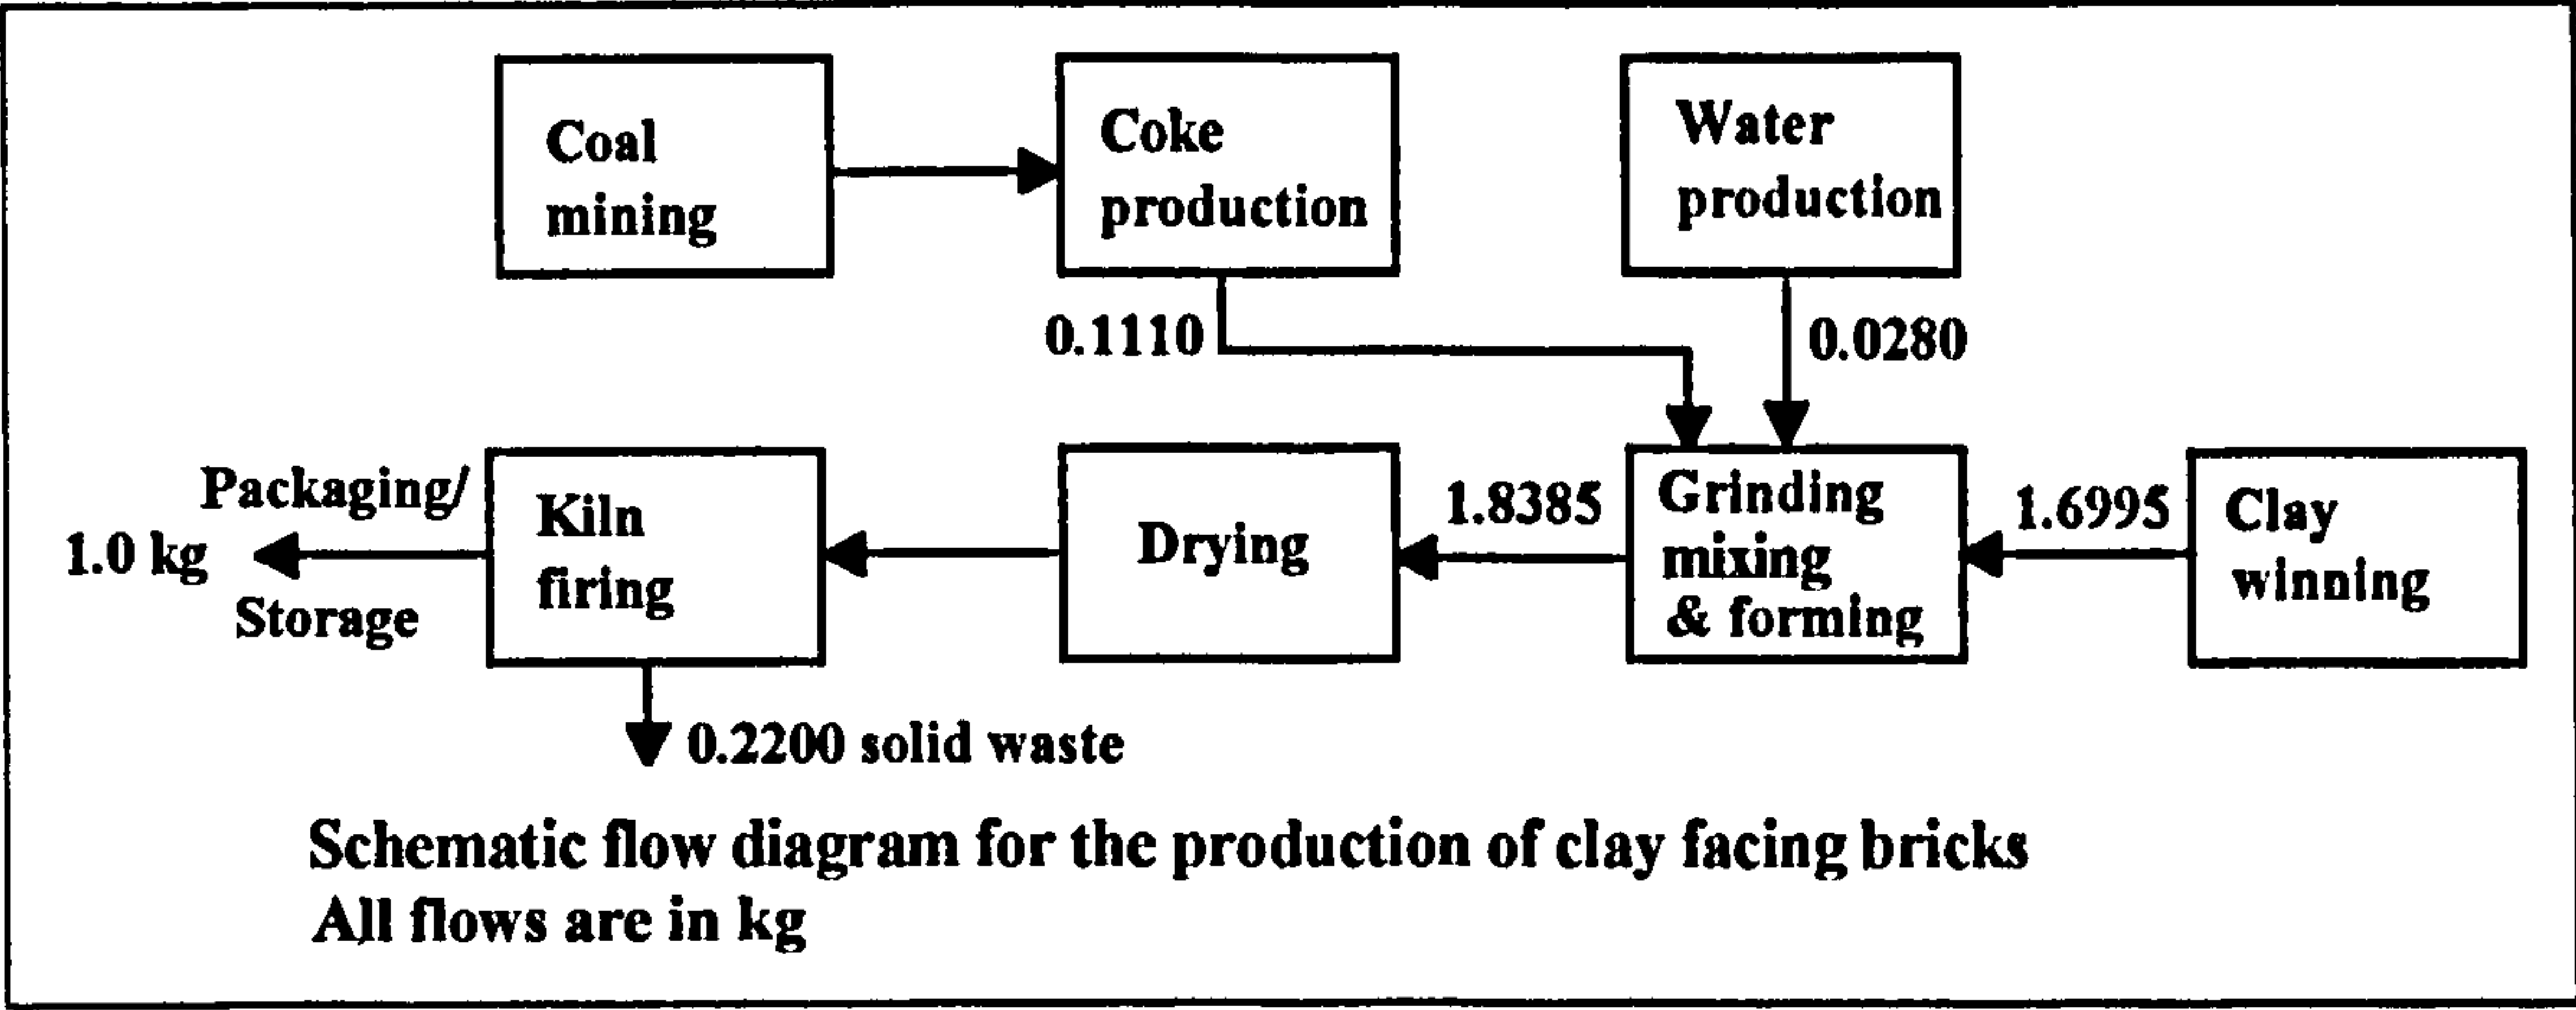 Coal
mining
Coke
production
Water
production
0.1110
0.0280
Packaging/
1.0 kg
Storage
Kiln
firing
Drying
1.8385
Grinding
mixing
& forming
1.6995
Clay
winning
0.2200 solid waste
Schematic flow diagram for the production of clay facing bricks
All flows are in kg